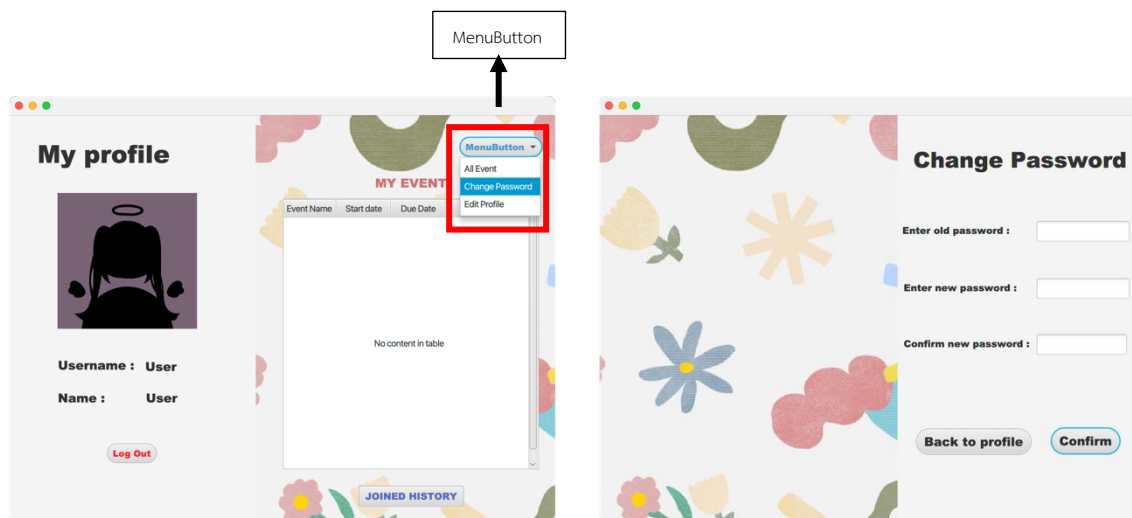 MenuButton
My profile
MenuButton
All Event
Change Password
Edit Profile
MY EVENT
Event Name Start date Due Date
No content in table
Username : User
Name : User
Log Out
JOINED HISTORY
Change Password
Enter old password :
Enter new password :
Confirm new password :
Back to profile Confirm